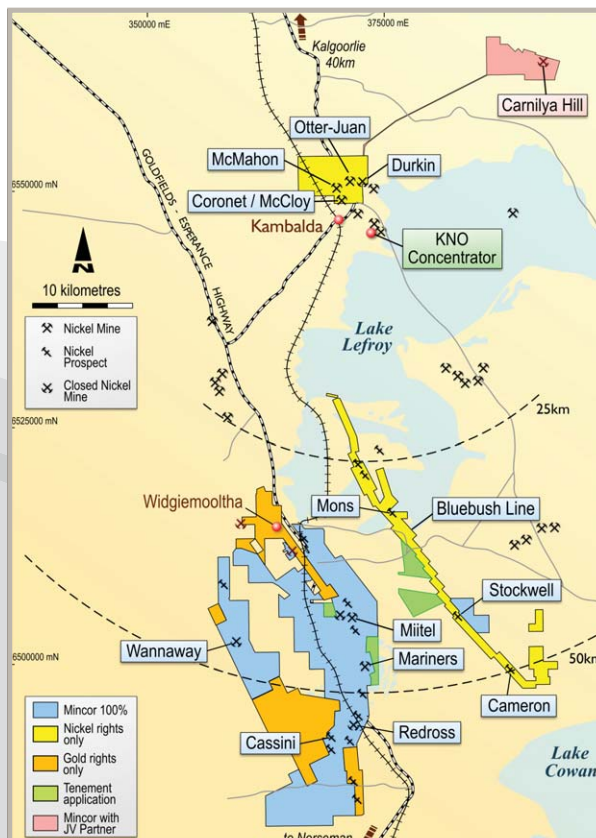 350000 mE
375000 mE
Kalgoorlie
40km
Carnilya Hill
Otter-Juan
McMahon
Durkin
6550000 mN
Coronet / McCloy
Kambalda
KNO
Concentrator
GOLDFIELDS - ESPERANCE HIGHWAY
N
10 kilometres
Nickel Mine
Nickel
Prospect
Closed Nickel
Mine
Lake
Lefroy
25km
6525000 mN
Widgiemooltha
Mons
Bluebush Line
Stockwell
Miitel
Wannaway
Mariners
6500000 mN
50km
Cameron
Mincor 100%
Nickel rights
only
Gold rights
only
Tenement
application
Mincor with
JV Partner
Redross
Cassini
Lake
Cowan
to Norseman